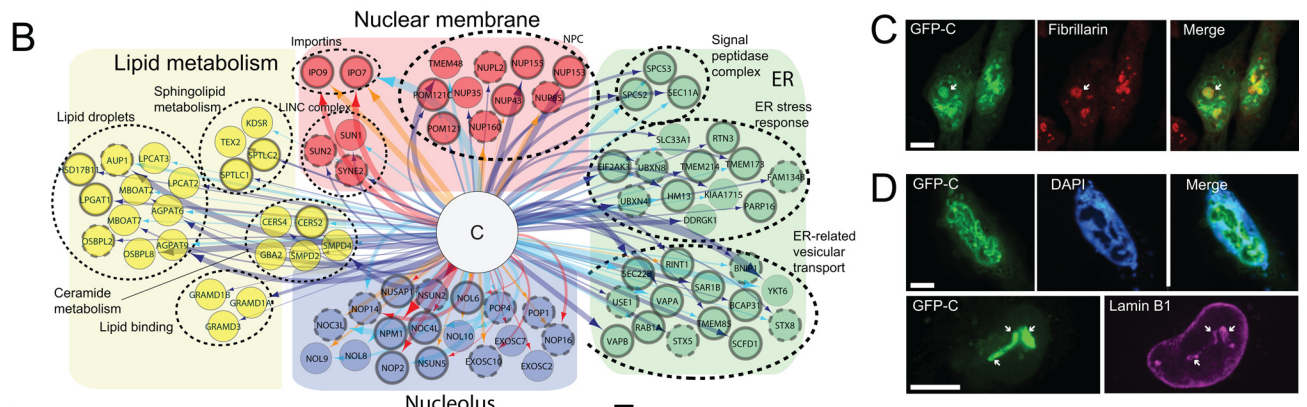 B
Nuclear membrane
Lipid metabolism
Importins
NPC
Signal
peptidase
complex
ER
IPO9
IPO7
LINC complex
SUN1
SUN2
SYNE2
TMEM48
NUPL2
NUP155
NUP153
POM121C
NUP35
NUP43
NUP85
POM121
NUP160
SPCS3
SPCS2
SEC11A
ER stress
response
SLC33A1
RTN3
EIF2AK3
UBXN8
TMEM214
TMEM173
FAM134B
UBXN4
HM13
KIAA1715
PARP16
DDRGK1
ER-related
vesicular
transport
SEC22B
RINT1
BNIP1
YKT6
USE1
VAPA
SAR1B
BCAP31
STX8
VAPB
RAB1A
STX5
TMEM85
SCFD1
Sphingolipid
metabolism
KDSR
TEX2
SPTLC2
SPTLC1
Lipid droplets
HSD17B11
AUP1
LPCAT3
LPCAT2
LPGAT1
MBOAT2
AGPAT6
MBOAT7
OSBPL2
AGPAT9
OSBPL8
CERS4
CERS2
GBA2
SMPD2
SMPD4
Ceramide
metabolism
GRAMD1B
GRAMD1A
GRAMD3
Lipid binding
C
NUSAP1
NSUN2
NOL6
POP4
POP1
NOP14
NOC3L
NPM1
NOC4L
NOL10
EXOSC7
NOP16
NOL9
NOL8
NOP2
NSUN5
EXOSC10
EXOSC2
Nucleolus
C
GFP-C
Fibrillarin
Merge
D
GFP-C
DAPI
Merge
GFP-C
Lamin B1